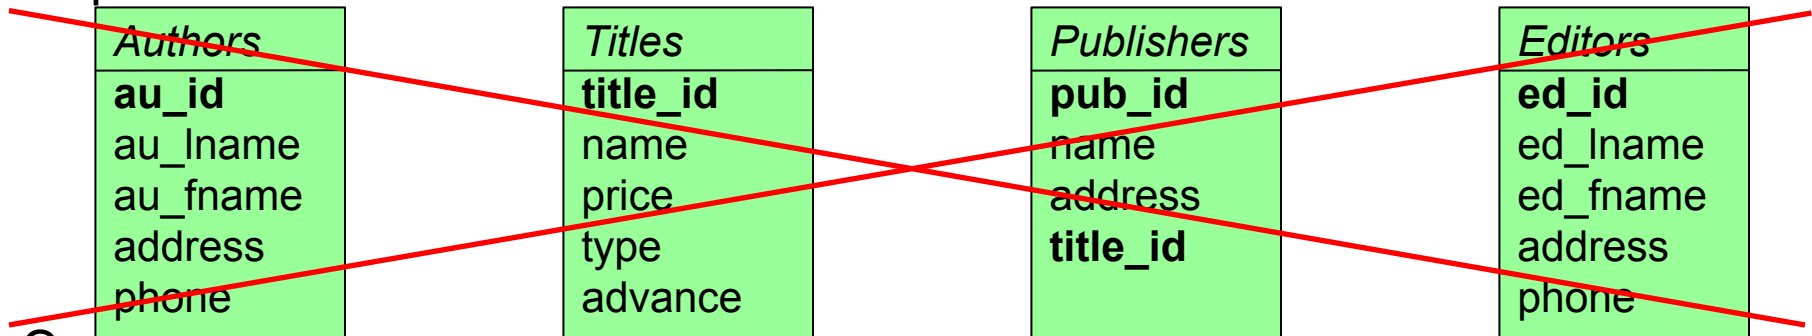 Authors
au_id
au_lname
au_fname
address
phone
Titles
title_id
name
price
type
advance
Publishers
pub_id
name
address
title_id
Editors
ed_id
ed_lname
ed_fname
address
phone